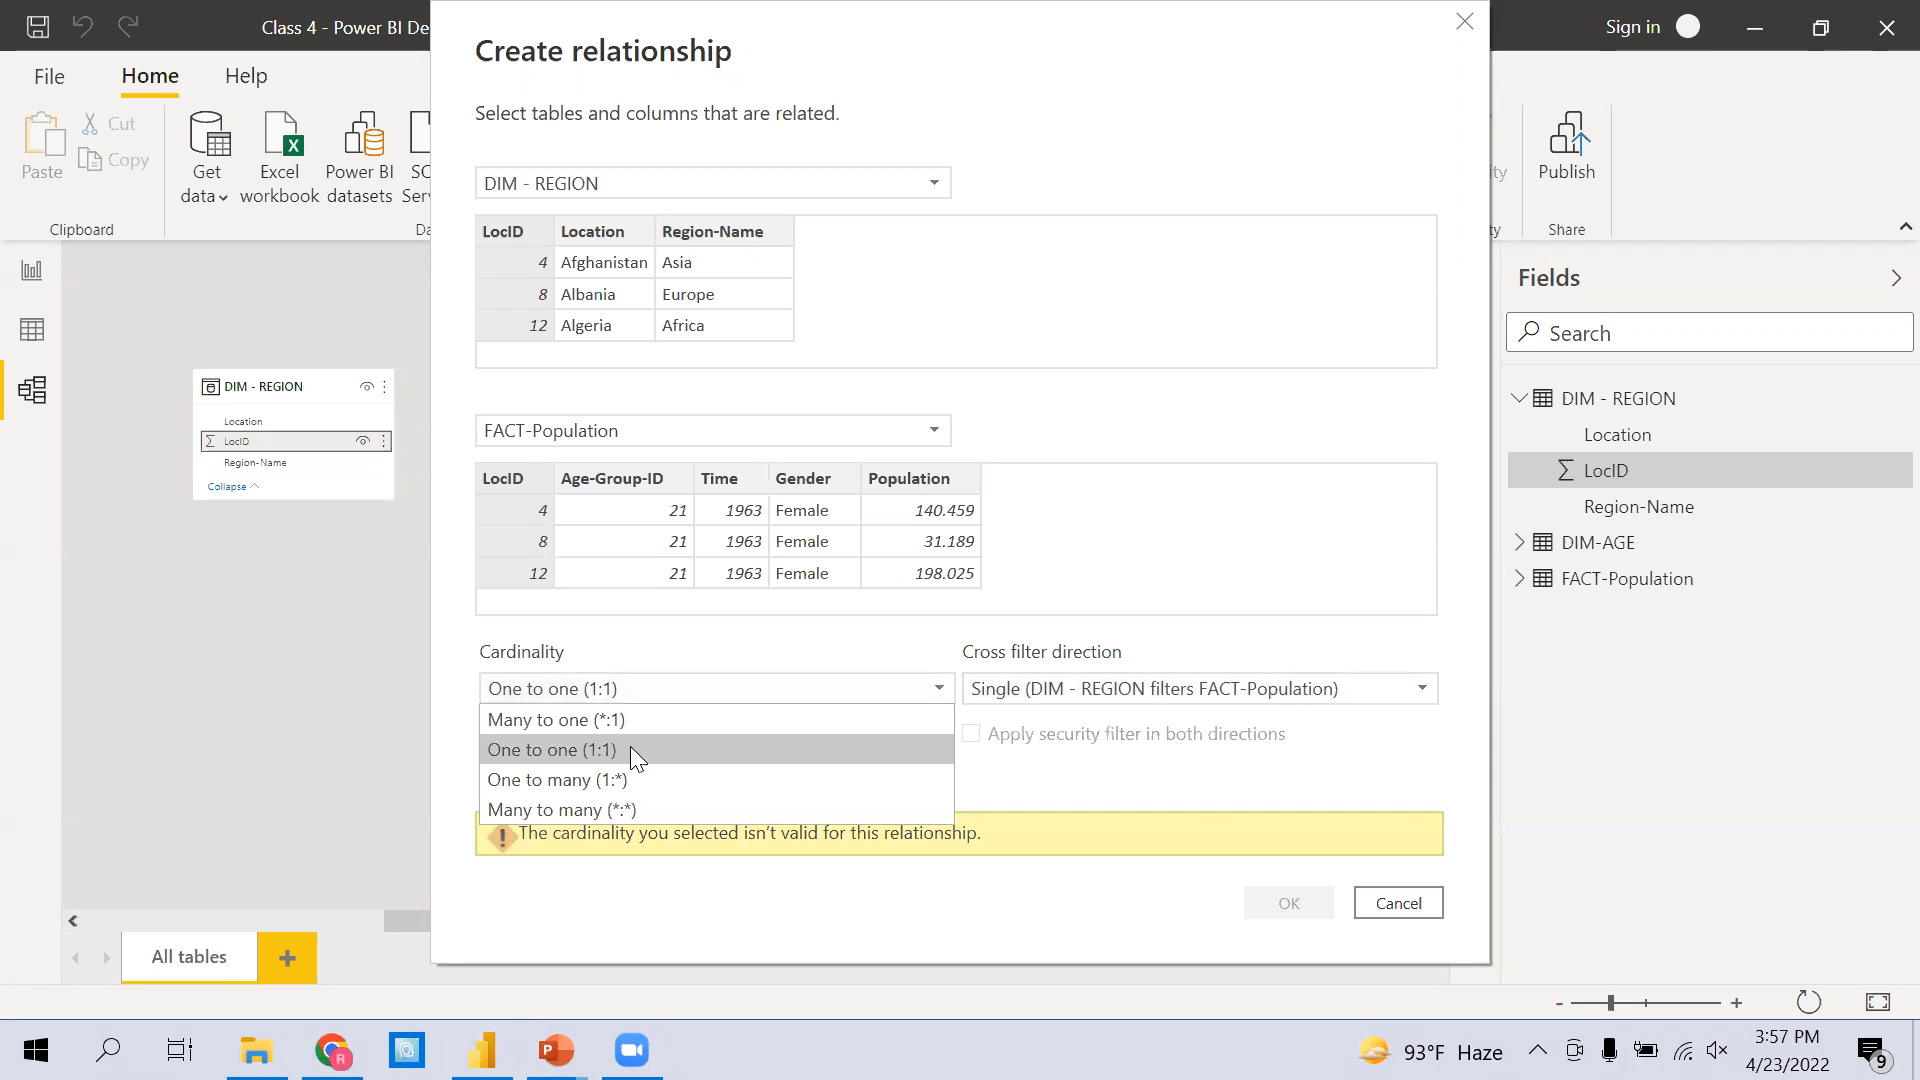 Class 4 - Power BI De
Sign in
File
Home
Help
Paste
Cut
Copy
Clipboard
Get data
Excel workbook
Power BI datasets
SC
Serv
Da
ty
ty
Publish
Share
Create relationship
Select tables and columns that are related.
DIM - REGION
LocID Location Region-Name
4 Afghanistan Asia
8 Albania Europe
12 Algeria Africa
FACT-Population
LocID Age-Group-ID Time Gender Population
4 21 1963 Female 140.459
8 21 1963 Female 31.189
12 21 1963 Female 198.025
Cardinality
One to one (1:1)
Many to one (*:1)
One to one (1:1)
One to many (1:*)
Many to many (*:*)
Cross filter direction
Single (DIM - REGION filters FACT-Population)
Apply security filter in both directions
The cardinality you selected isn't valid for this relationship.
OK
Cancel
DIM - REGION
Location
LocID
Region-Name
Collapse
Fields
Search
DIM - REGION
Location
LocID
Region-Name
DIM-AGE
FACT-Population
All tables
93°F Haze
3:57 PM
4/23/2022
9